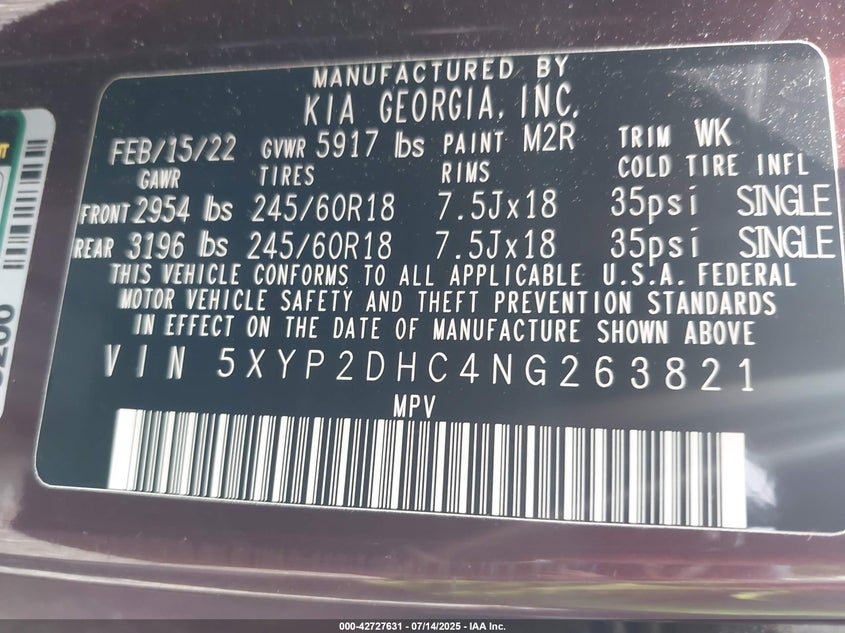 MANUFACTURED BY
KIA GEORGIA, INC.
FEB/15/22 GVWR 5917 lbs PAINT M2R TRIM WK
GAWR TIRES RIMS COLD TIRE INFL
FRONT 2954 lbs 245/60R18 7.5Jx18 35psi SINGLE
REAR 3196 lbs 245/60R18 7.5Jx18 35psi SINGLE
THIS VEHICLE CONFORMS TO ALL APPLICABLE U.S.A. FEDERAL
MOTOR VEHICLE SAFETY AND THEFT PREVENTION STANDARDS
IN EFFECT ON THE DATE OF MANUFACTURE SHOWN ABOVE
VIN 5XYP2DHC4NG263821
MPV
000-42727631 - 07/14/2025 - IAA Inc.